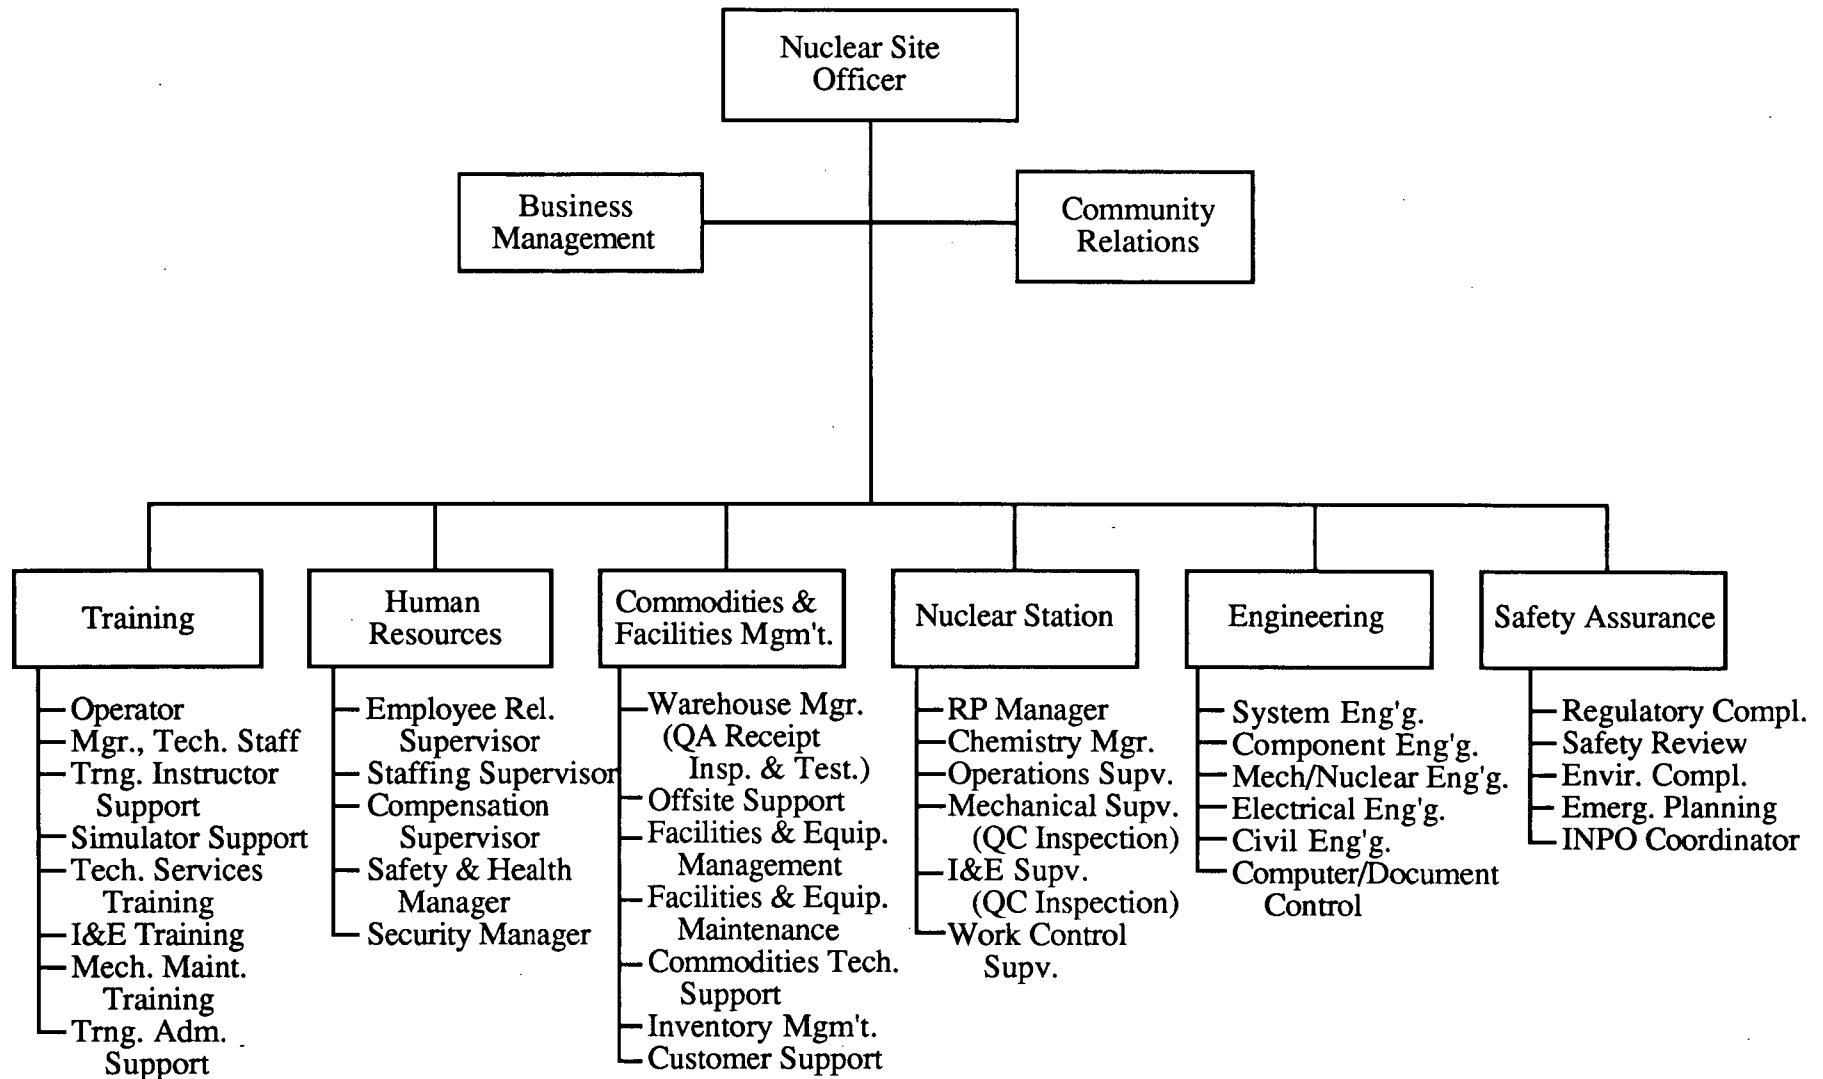 Nuclear Site
Officer
Business
Management
Community
Relations
Training
Operator
Mgr., Tech. Staff
Trng. Instructor
Support
Simulator Support
Tech. Services
Training
I&E Training
Mech. Maint.
Training
Trng. Adm.
Support
Human
Resources
Employee Rel.
Supervisor
Staffing Supervisor
Compensation
Supervisor
Safety & Health
Manager
Security Manager
Commodities &
Facilities Mgm't.
Warehouse Mgr.
(QA Receipt
Insp. & Test.)
Offsite Support
Facilities & Equip.
Management
Facilities & Equip.
Maintenance
Commodities Tech.
Support
Inventory Mgm't.
Customer Support
Nuclear Station
RP Manager
Chemistry Mgr.
Operations Supv.
Mechanical Supv.
(QC Inspection)
I&E Supv.
(QC Inspection)
Work Control
Supv.
Engineering
System Eng'g.
Component Eng'g.
Mech/Nuclear Eng'g.
Electrical Eng'g.
Civil Eng'g.
Computer/Document
Control
Safety Assurance
Regulatory Compl.
Safety Review
Envir. Compl.
Emerg. Planning
INPO Coordinator